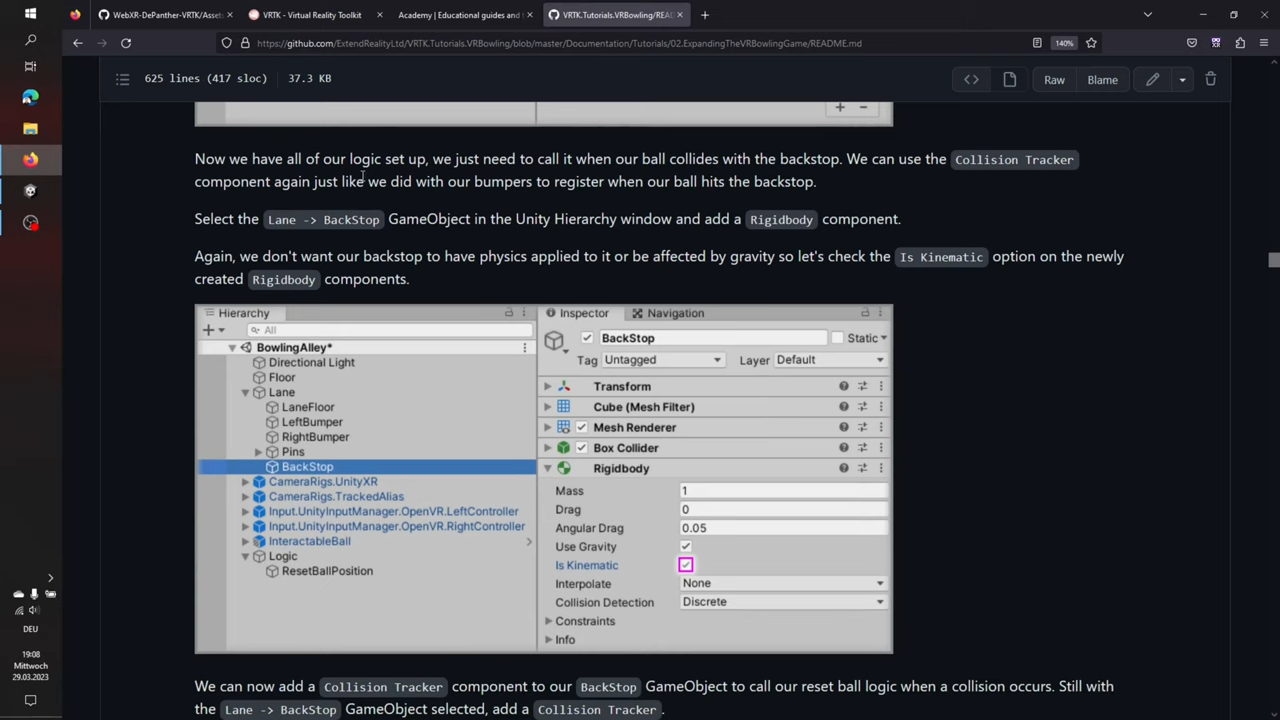 WebXR-DePanther-VRTK/Assets
VRTK - Virtual Reality Toolkit
Academy | Educational guides and t
VRTK.Tutorials.VRBowling/READ
https://github.com/ExtendRealityLtd/VRTK.Tutorials.VRBowling/blob/master/Documentation/Tutorials/02.ExpandingTheVRBowlingGame/README.md
140%
625 lines (417 sloc) 37.3 KB
Raw
Blame
Now we have all of our logic set up, we just need to call it when our ball collides with the backstop. We can use the Collision Tracker
component again just like we did with our bumpers to register when our ball hits the backstop.
Select the Lane -> BackStop GameObject in the Unity Hierarchy window and add a Rigidbody component.
Again, we don't want our backstop to have physics applied to it or be affected by gravity so let's check the Is Kinematic option on the newly
created Rigidbody components.
Hierarchy
All
BowlingAlley*
Directional Light
Floor
Lane
LaneFloor
LeftBumper
RightBumper
Pins
BackStop
CameraRigs.UnityXR
CameraRigs.TrackedAlias
Input.UnityInputManager.OpenVR.LeftController
Input.UnityInputManager.OpenVR.RightController
InteractableBall
Logic
ResetBallPosition
Inspector
Navigation
BackStop
Static
Tag Untagged
Layer Default
Transform
Cube (Mesh Filter)
Mesh Renderer
Box Collider
Rigidbody
Mass 1
Drag 0
Angular Drag 0.05
Use Gravity
Is Kinematic
Interpolate None
Collision Detection Discrete
Constraints
Info
We can now add a Collision Tracker component to our BackStop GameObject to call our reset ball logic when a collision occurs. Still with
the Lane -> BackStop GameObject selected, add a Collision Tracker.
DEU
19:08
Mittwoch
29.03.2023